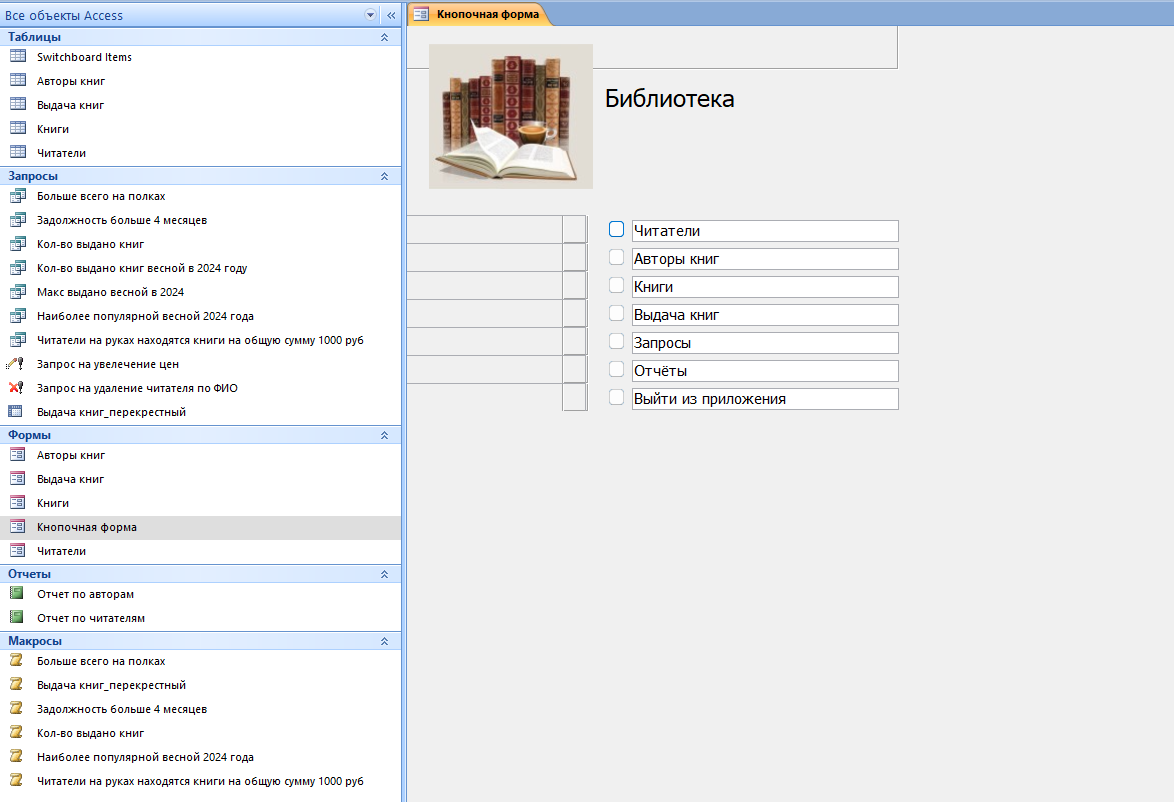 Все объекты Access
Таблицы
Switchboard Items
Авторы книг
Выдача книг
Книги
Читатели
Запросы
Больше всего на полках
Задолжность больше 4 месяцев
Кол-во выдано книг
Кол-во выдано книг весной в 2024 году
Макс выдано весной в 2024
Наиболее популярной весной 2024 года
Читатели на руках находятся книги на общую сумму 1000 руб
Запрос на увелечение цен
Запрос на удаление читателя по ФИО
Выдача книг_перекрестный
Формы
Авторы книг
Выдача книг
Книги
Кнопочная форма
Читатели
Отчеты
Отчет по авторам
Отчет по читателям
Макросы
Больше всего на полках
Выдача книг_перекрестный
Задолжность больше 4 месяцев
Кол-во выдано книг
Наиболее популярной весной 2024 года
Читатели на руках находятся книги на общую сумму 1000 руб
Кнопочная форма
Библиотека
Читатели
Авторы книг
Книги
Выдача книг
Запросы
Отчёты
Выйти из приложения